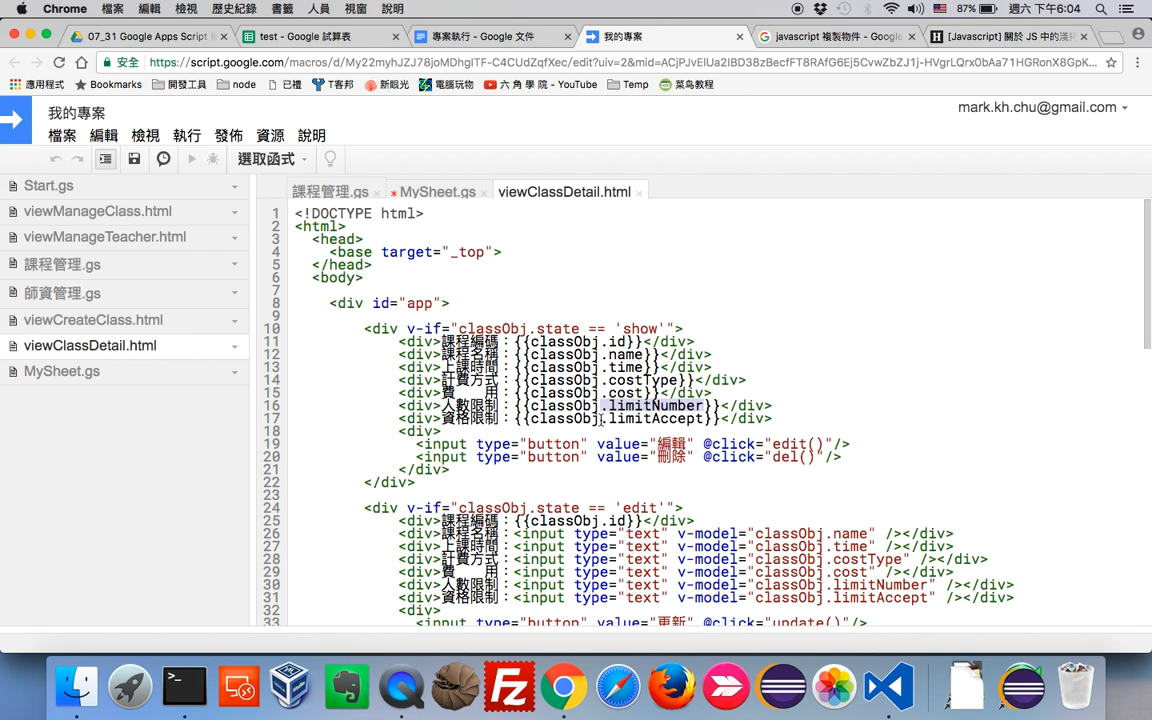 Chrome 檔案 編輯 檢視 歷史紀錄 書籤 人員 視窗 說明 87% 週六 下午6:04
07_31 Google Apps Script test - Google 試算表 專案執行 - Google 文件 我的專案 javascript 複製物件 - Google [Javascript] 關於 JS 中的淺
安全 https://script.google.com/macros/d/My22myhJZJ78joMDhgITF-C4CUdZqfXec/edit?uiv=2&mid=ACjPJvElUa2IBD38zBecfFT8RAfG6Ej5CvwZbZJ1j-HVgrLQrx0bAa71HGRonX8GpK...
應用程式 Bookmarks 開發工具 node 已禮 T客邦 新眼光 電腦玩物 六 角 學 院 - YouTube Temp 菜鸟教程
我的專案
mark.kh.chu@gmail.com
檔案 編輯 檢視 執行 發佈 資源 說明
選取函式
Start.gs
viewManageClass.html
viewManageTeacher.html
課程管理.gs
師資管理.gs
viewCreateClass.html
viewClassDetail.html
MySheet.gs
課程管理.gs × *MySheet.gs × viewClassDetail.html ×
1 <!DOCTYPE html>
2 <html>
3 <head>
4 <base target="_top">
5 </head>
6 <body>
7
8 <div id="app">
9
10 <div v-if="classObj.state == 'show'">
11 <div>課程編碼：{{classObj.id}}</div>
12 <div>課程名稱：{{classObj.name}}</div>
13 <div>上課時間：{{classObj.time}}</div>
14 <div>計費方式：{{classObj.costType}}</div>
15 <div>費　　用：{{classObj.cost}}</div>
16 <div>人數限制：{{classObj.limitNumber}}</div>
17 <div>資格限制：{{classObj.limitAccept}}</div>
18 <div>
19 <input type="button" value="編輯" @click="edit()"/>
20 <input type="button" value="刪除" @click="del()"/>
21 </div>
22 </div>
23
24 <div v-if="classObj.state == 'edit'">
25 <div>課程編碼：{{classObj.id}}</div>
26 <div>課程名稱：<input type="text" v-model="classObj.name" /></div>
27 <div>上課時間：<input type="text" v-model="classObj.time" /></div>
28 <div>計費方式：<input type="text" v-model="classObj.costType" /></div>
29 <div>費　　用：<input type="text" v-model="classObj.cost" /></div>
30 <div>人數限制：<input type="text" v-model="classObj.limitNumber" /></div>
31 <div>資格限制：<input type="text" v-model="classObj.limitAccept" /></div>
32 <div>
33 <input type="button" value="更新" @click="update()"/>